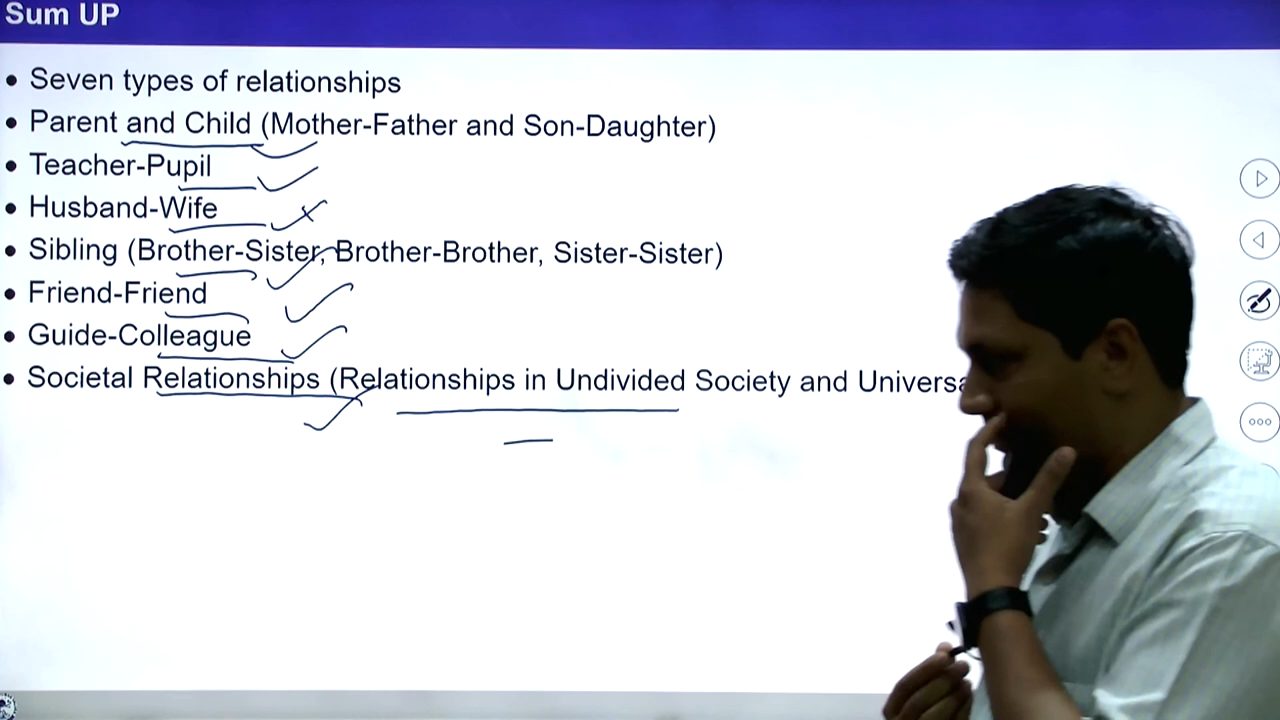 Sum UP
• Seven types of relationships
• Parent and Child (Mother-Father and Son-Daughter)
• Teacher-Pupil
• Husband-Wife
• Sibling (Brother-Sister, Brother-Brother, Sister-Sister)
• Friend-Friend
• Guide-Colleague
• Societal Relationships (Relationships in Undivided Society and